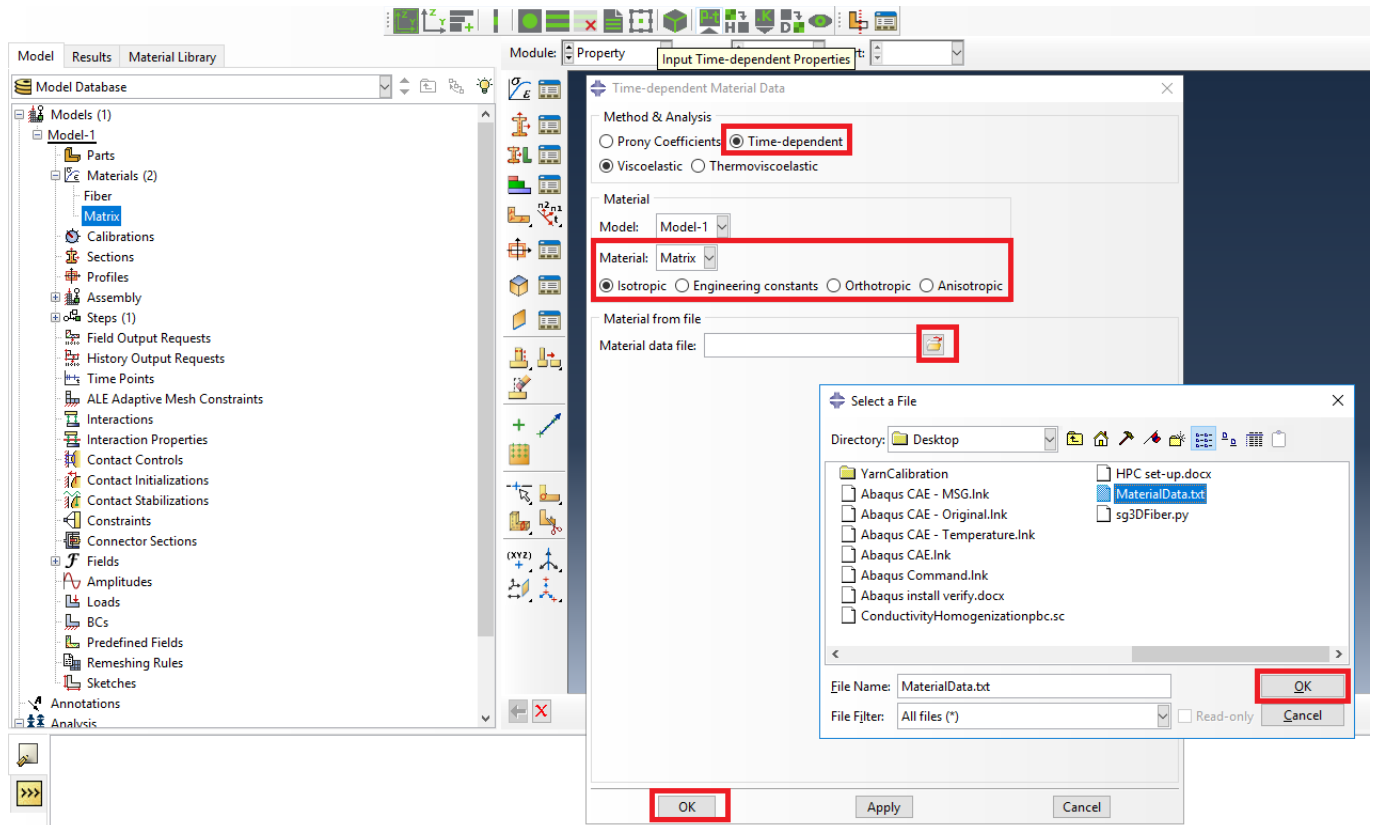 Model Results Material Library
Module: Property
Input Time-dependent Properties
rt:
Model Database
Models (1)
Model-1
Parts
Materials (2)
Fiber
Matrix
Calibrations
Sections
Profiles
Assembly
Steps (1)
Field Output Requests
History Output Requests
Time Points
ALE Adaptive Mesh Constraints
Interactions
Interaction Properties
Contact Controls
Contact Initializations
Contact Stabilizations
Constraints
Connector Sections
Fields
Amplitudes
Loads
BCs
Predefined Fields
Remeshing Rules
Sketches
Annotations
Analysis
(XYZ)
Time-dependent Material Data
Method & Analysis
Prony Coefficients Time-dependent
Viscoelastic Thermoviscoelastic
Material
Model: Model-1
Material: Matrix
Isotropic Engineering constants Orthotropic Anisotropic
Material from file
Material data file:
OK Apply Cancel
Select a File
Directory: Desktop
YarnCalibration
Abaqus CAE - MSG.lnk
Abaqus CAE - Original.lnk
Abaqus CAE - Temperature.lnk
Abaqus CAE.lnk
Abaqus Command.lnk
Abaqus install verify.docx
ConductivityHomogenizationpbc.sc
HPC set-up.docx
MaterialData.txt
sg3DFiber.py
File Name: MaterialData.txt OK
File Filter: All files (*) Read-only Cancel
>>>